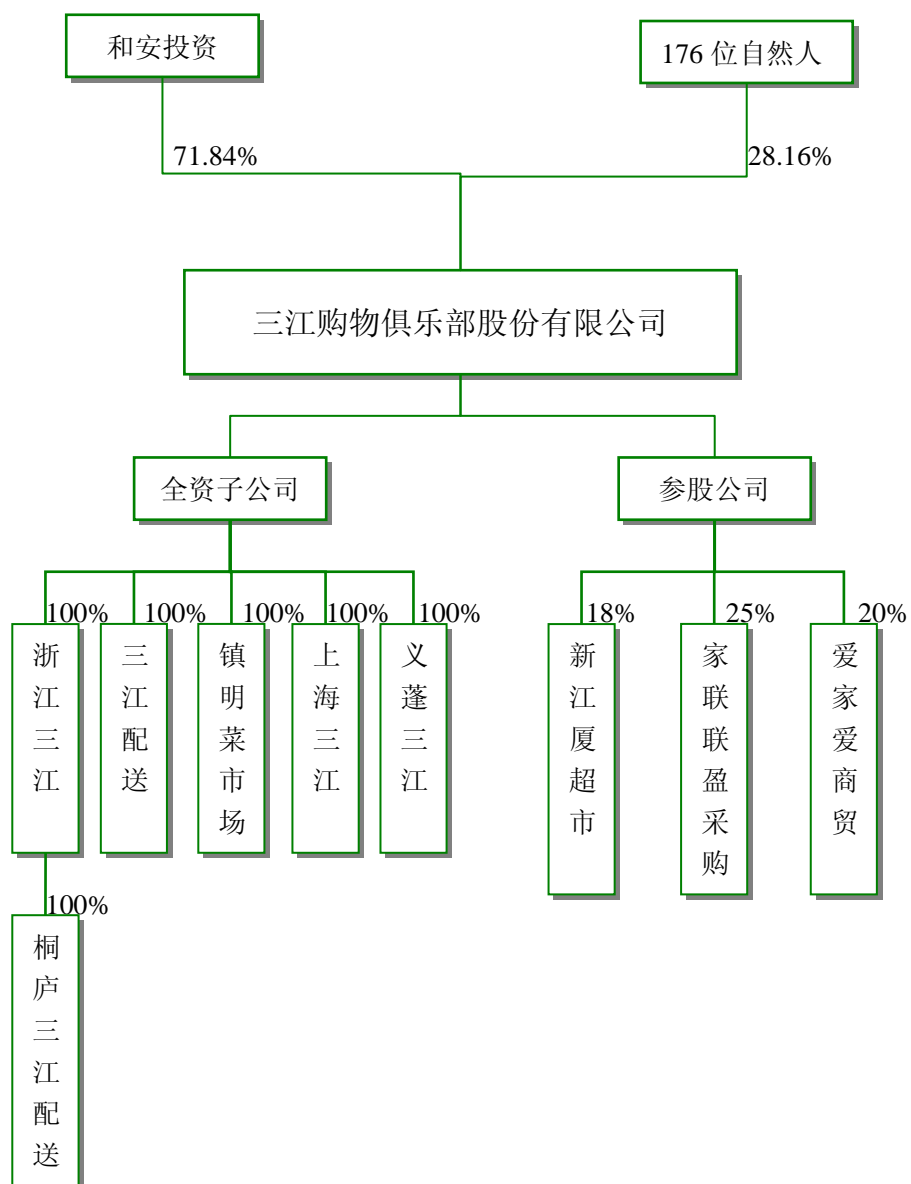 和安投资
176 位自然人
71.84%
28.16%
三江购物俱乐部股份有限公司
全资子公司
参股公司
100%
100%
100%
100%
100%
18%
25%
20%
浙江三江
三江配送
镇明菜市场
上海三江
义蓬三江
新江厦超市
家联联盈采购
爱家爱商贸
100%
桐庐三江配送